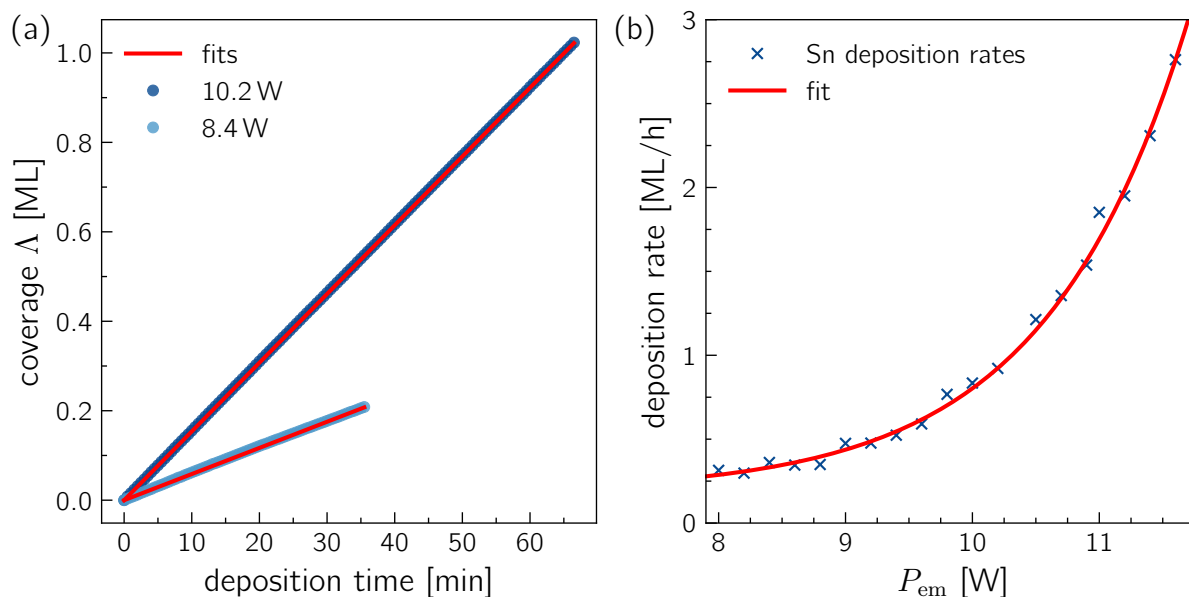 (a)
coverage Λ [ML]
1.0
0.8
0.6
0.4
0.2
0.0
fits
10.2 W
8.4 W
0 10 20 30 40 50 60
deposition time [min]
(b)
deposition rate [ML/h]
3
2
1
0
Sn deposition rates
fit
8 9 10 11
P_em [W]